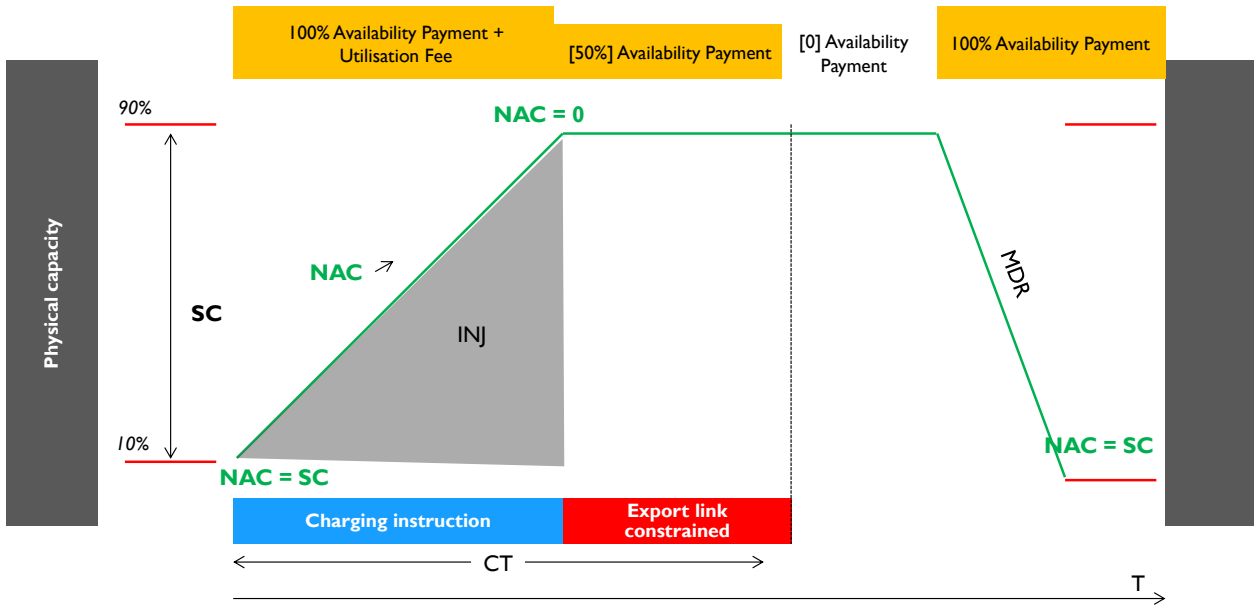 100% Availability Payment +
Utilisation Fee
[50%] Availability Payment
[0] Availability
Payment
100% Availability Payment
90%
NAC = 0
Physical capacity
NAC
SC
INJ
MDR
10%
NAC = SC
NAC = SC
Charging instruction
Export link
constrained
CT
T